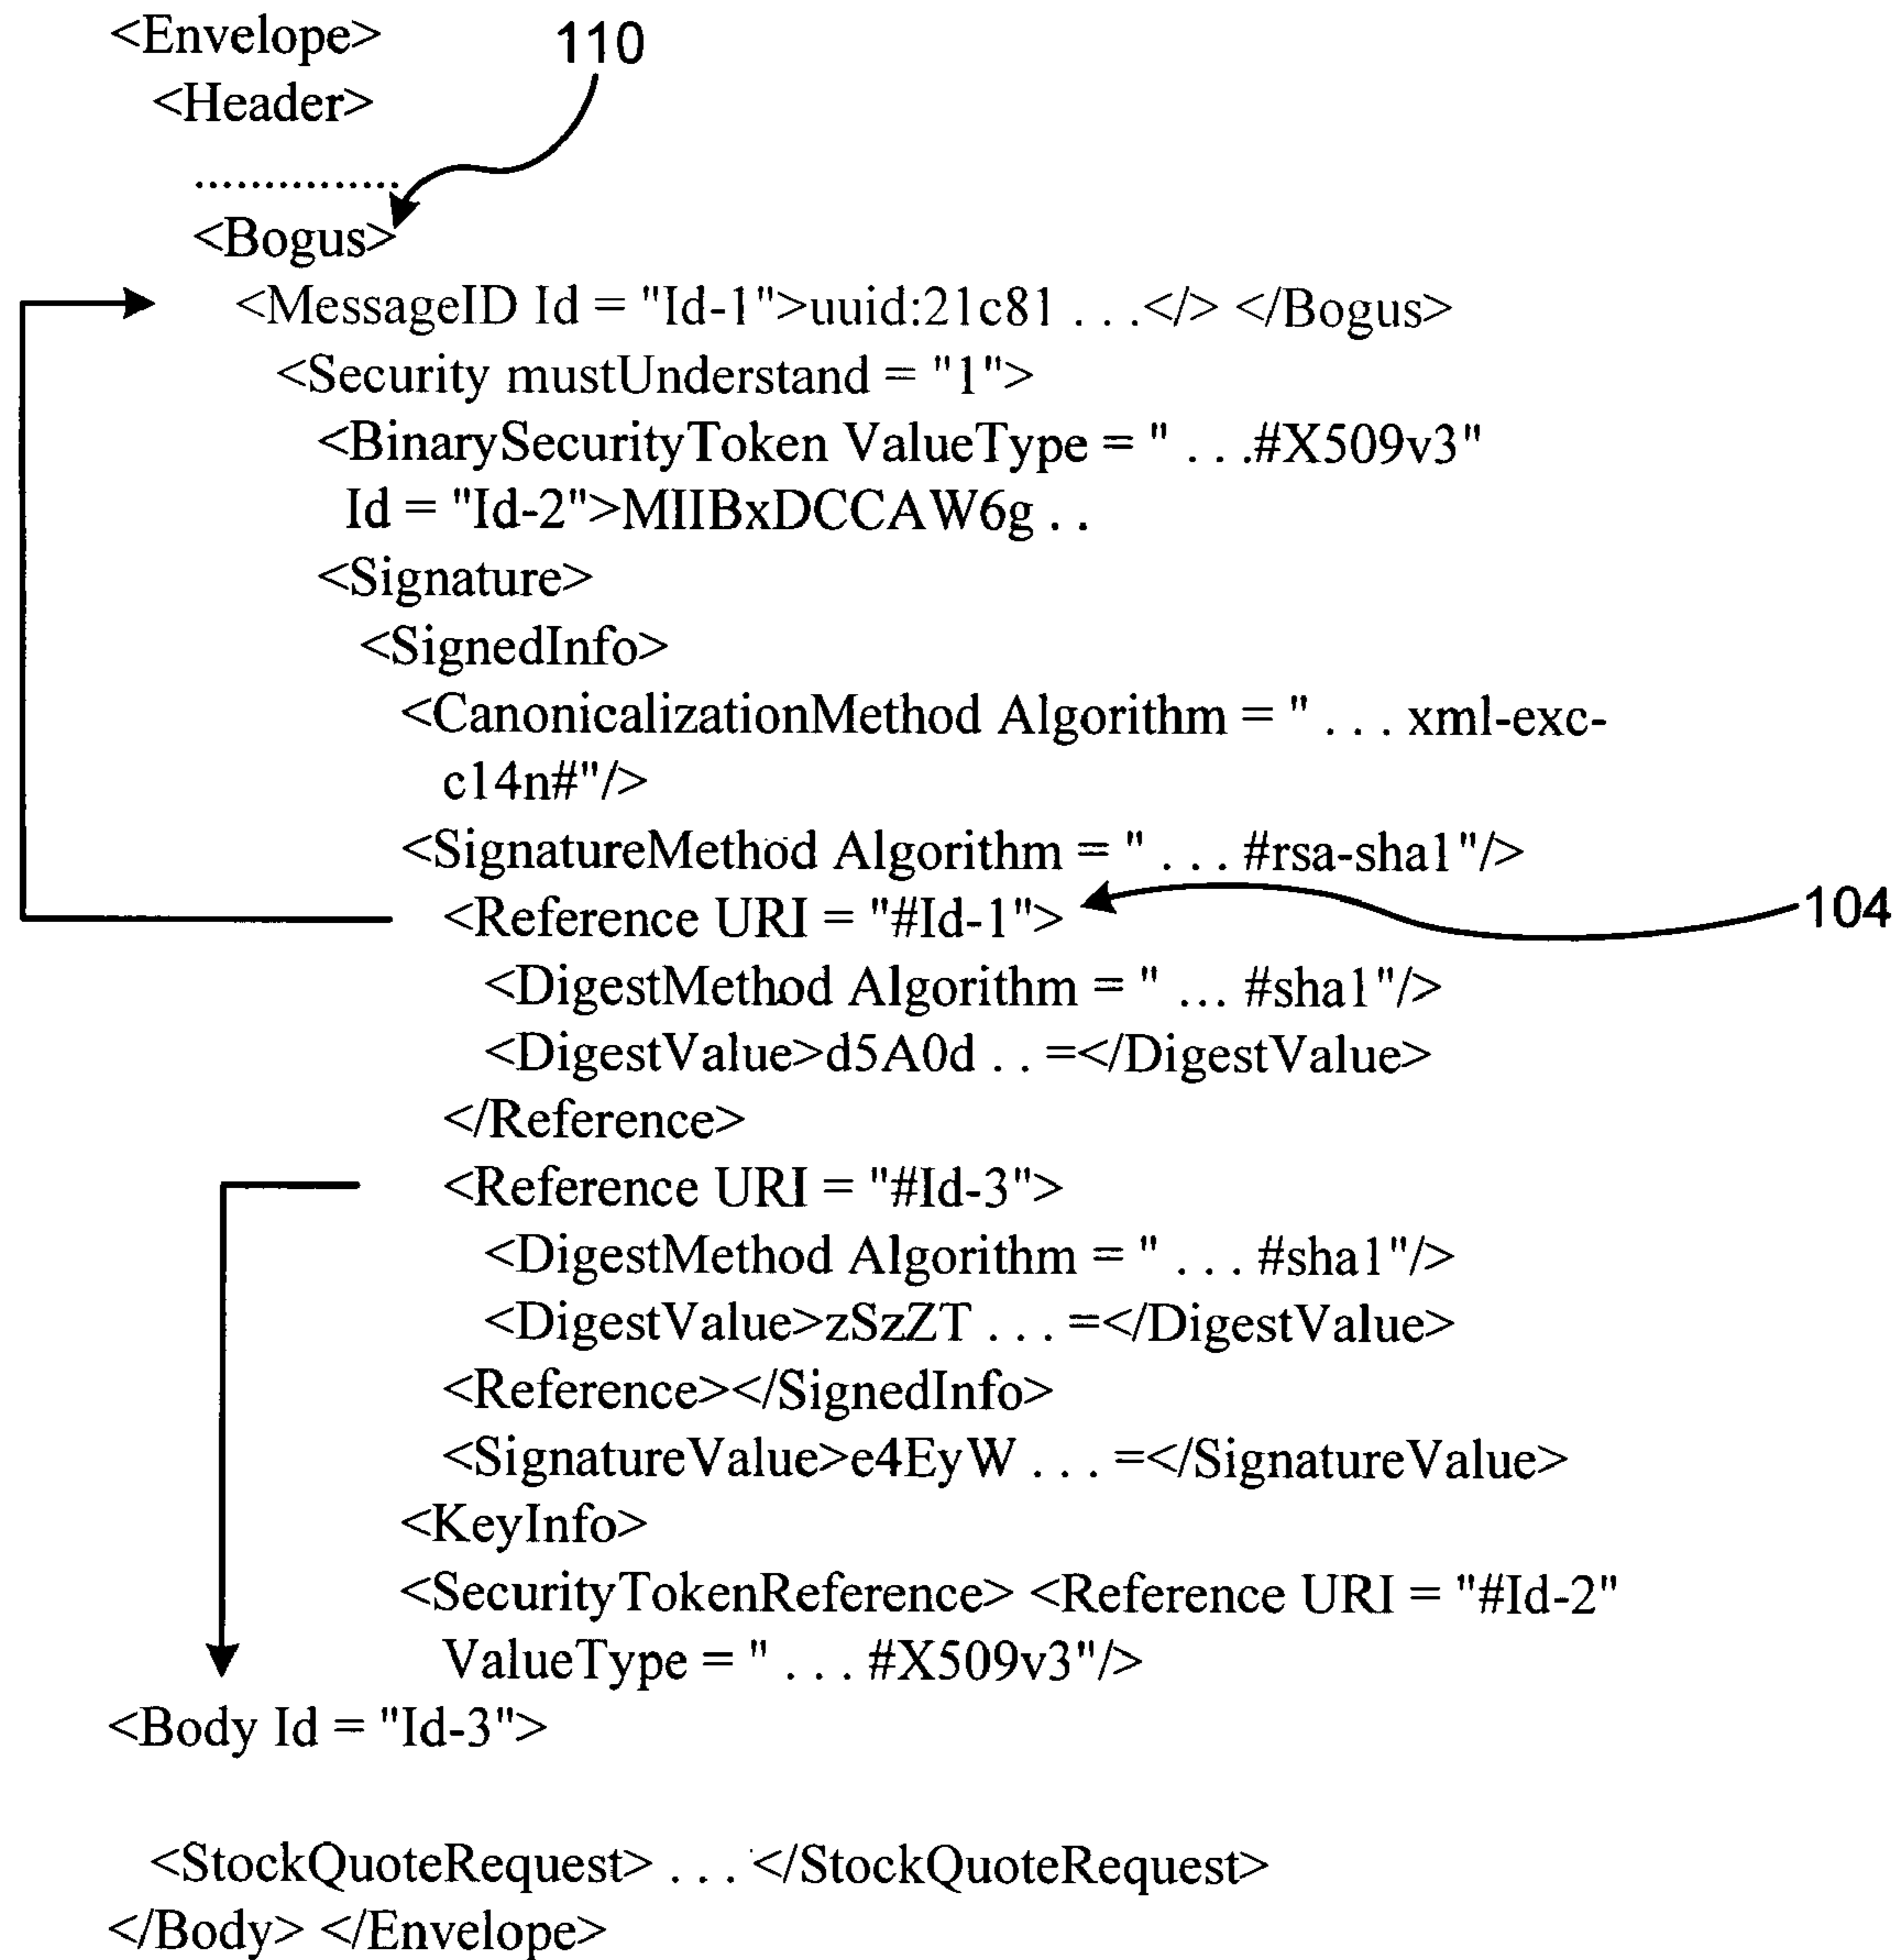 <Envelope> 110
<Header>
...............
<Bogus>
<MessageID Id = "Id-1">uuid:21c81 . . .</> </Bogus>
<Security mustUnderstand = "1">
<BinarySecurityToken ValueType = " . . .#X509v3"
Id = "Id-2">MIIBxDCCAW6g . .
<Signature>
<SignedInfo>
<CanonicalizationMethod Algorithm = " . . . xml-exc-
c14n#"/>
<SignatureMethod Algorithm = " . . . #rsa-sha1"/>
<Reference URI = "#Id-1"> 104
<DigestMethod Algorithm = " ... #sha1"/>
<DigestValue>d5A0d . . =</DigestValue>
</Reference>
<Reference URI = "#Id-3">
<DigestMethod Algorithm = " . . . #sha1"/>
<DigestValue>zSzZT . . . =</DigestValue>
<Reference></SignedInfo>
<SignatureValue>e4EyW . . . =</SignatureValue>
<KeyInfo>
<SecurityTokenReference> <Reference URI = "#Id-2"
ValueType = " . . . #X509v3"/>
<Body Id = "Id-3">
<StockQuoteRequest> . . . </StockQuoteRequest>
</Body> </Envelope>